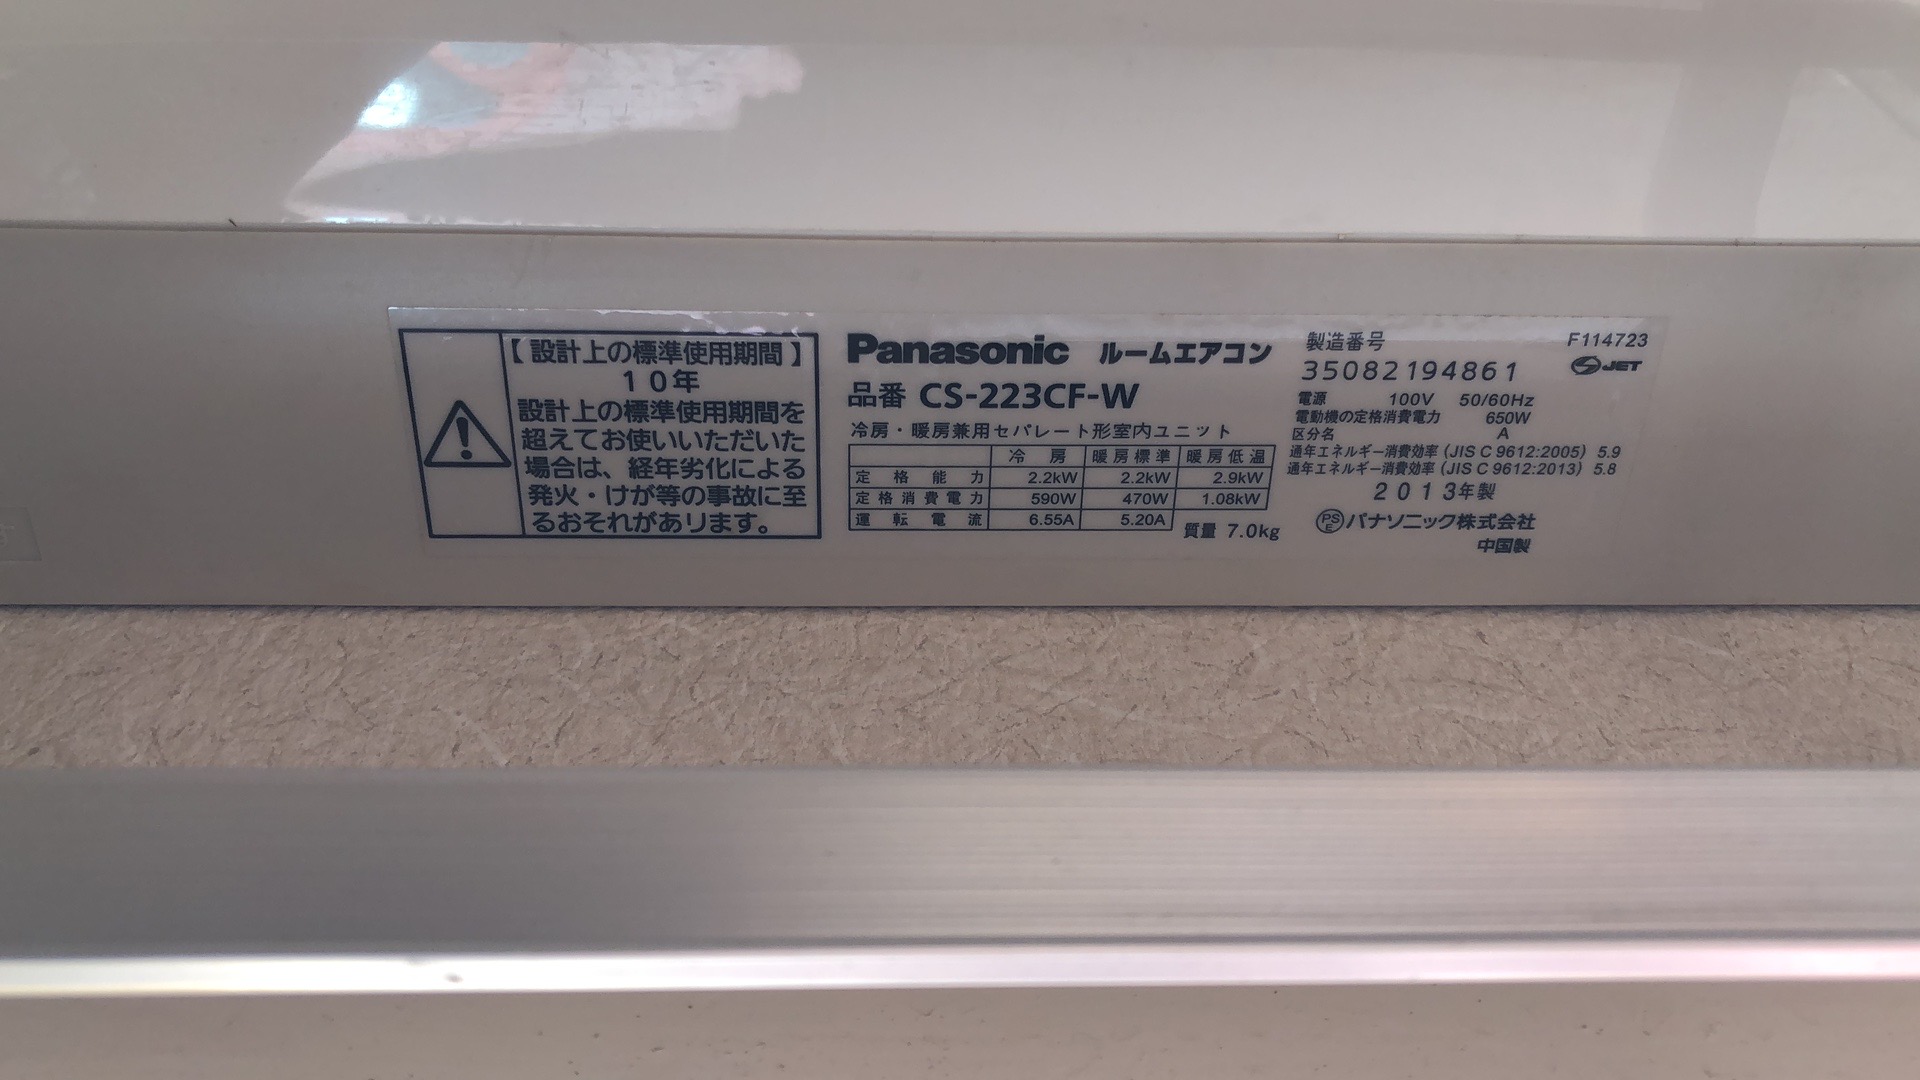 【設計上の標準使用期間】
10年
設計上の標準使用期間を
超えてお使いいただいた
場合は、経年劣化による
発火・けが等の事故に至
るおそれがあります。
Panasonic ルームエアコン
品番 CS-223CF-W
冷房・暖房兼用セパレート形室内ユニット
冷房 暖房標準 暖房低温
定格能力 2.2kW 2.2kW 2.9kW
定格消費電力 590W 470W 1.08kW
運転電流 6.55A 5.20A
質量 7.0kg
製造番号 F114723
35082194861 JET
電源 100V 50/60Hz
電動機の定格消費電力 650W
区分名 A
通年エネルギー消費効率(JIS C 9612:2005) 5.9
通年エネルギー消費効率(JIS C 9612:2013) 5.8
2013年製
PSE パナソニック株式会社
中国製